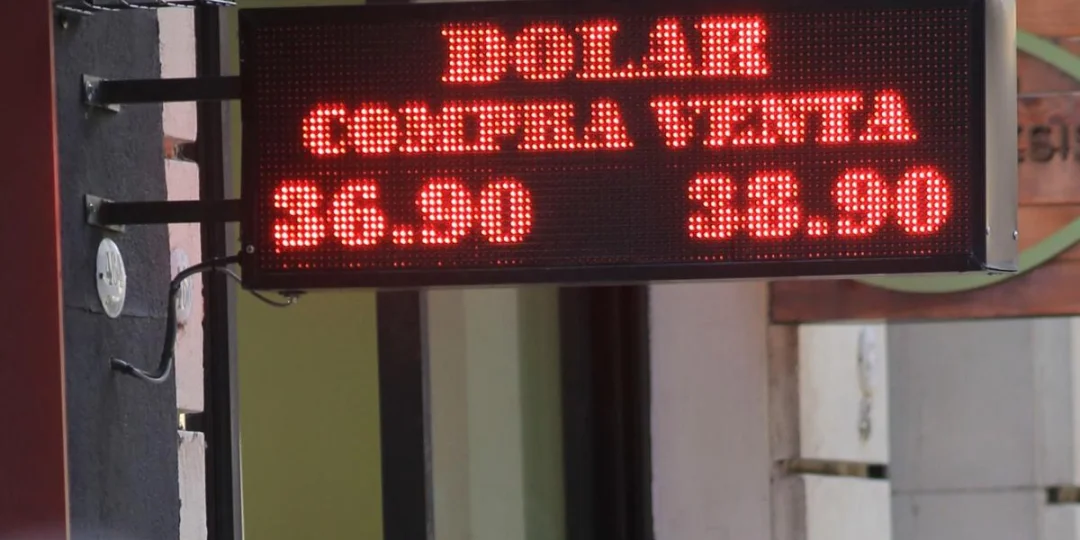 DOLAR
COMPRA VENTA
36.90 38.90